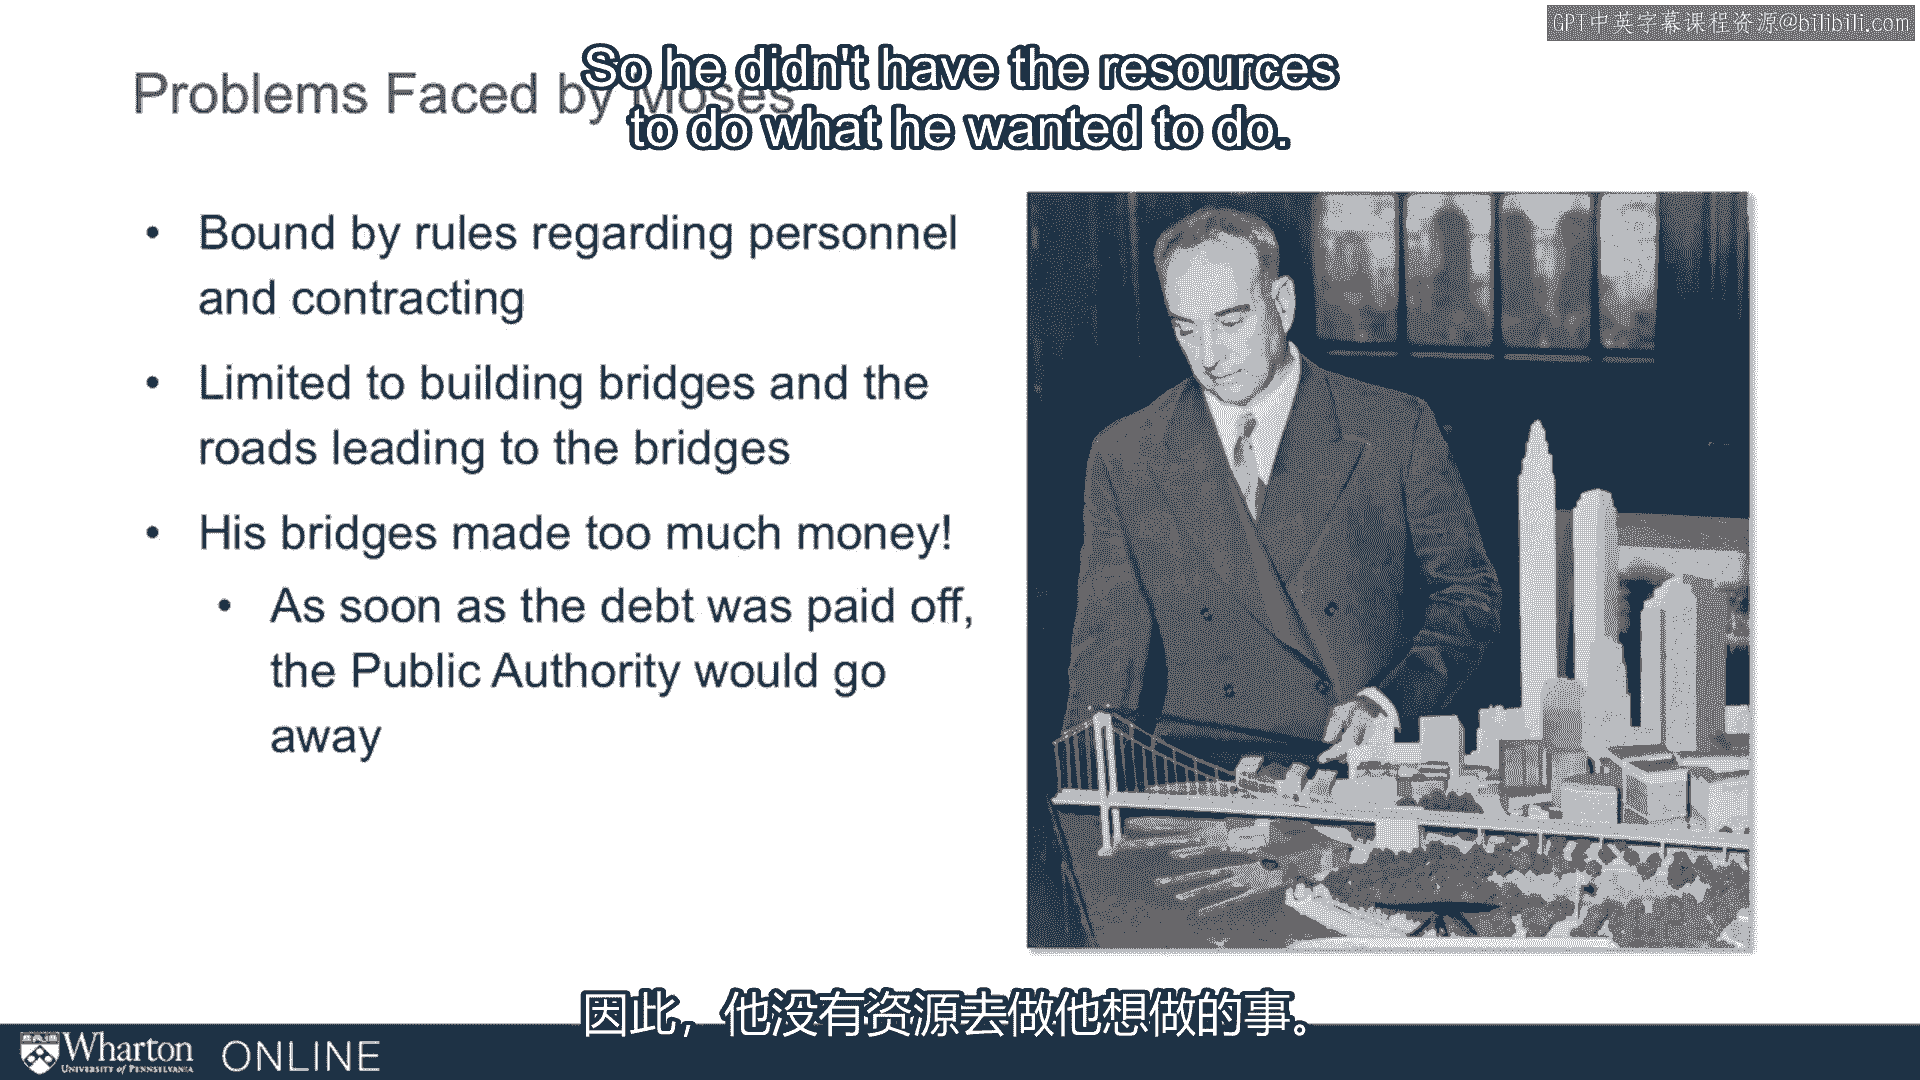 GPT中英字幕课程资源@bilibili.com
Problems Faced by Moses
So he didn't have the resources
to do what he wanted to do.
• Bound by rules regarding personnel
and contracting
• Limited to building bridges and the
roads leading to the bridges
• His bridges made too much money!
• As soon as the debt was paid off,
the Public Authority would go
away
因此，他没有资源去做他想做的事。
Wharton ONLINE
UNIVERSITY OF PENNSYLVANIA